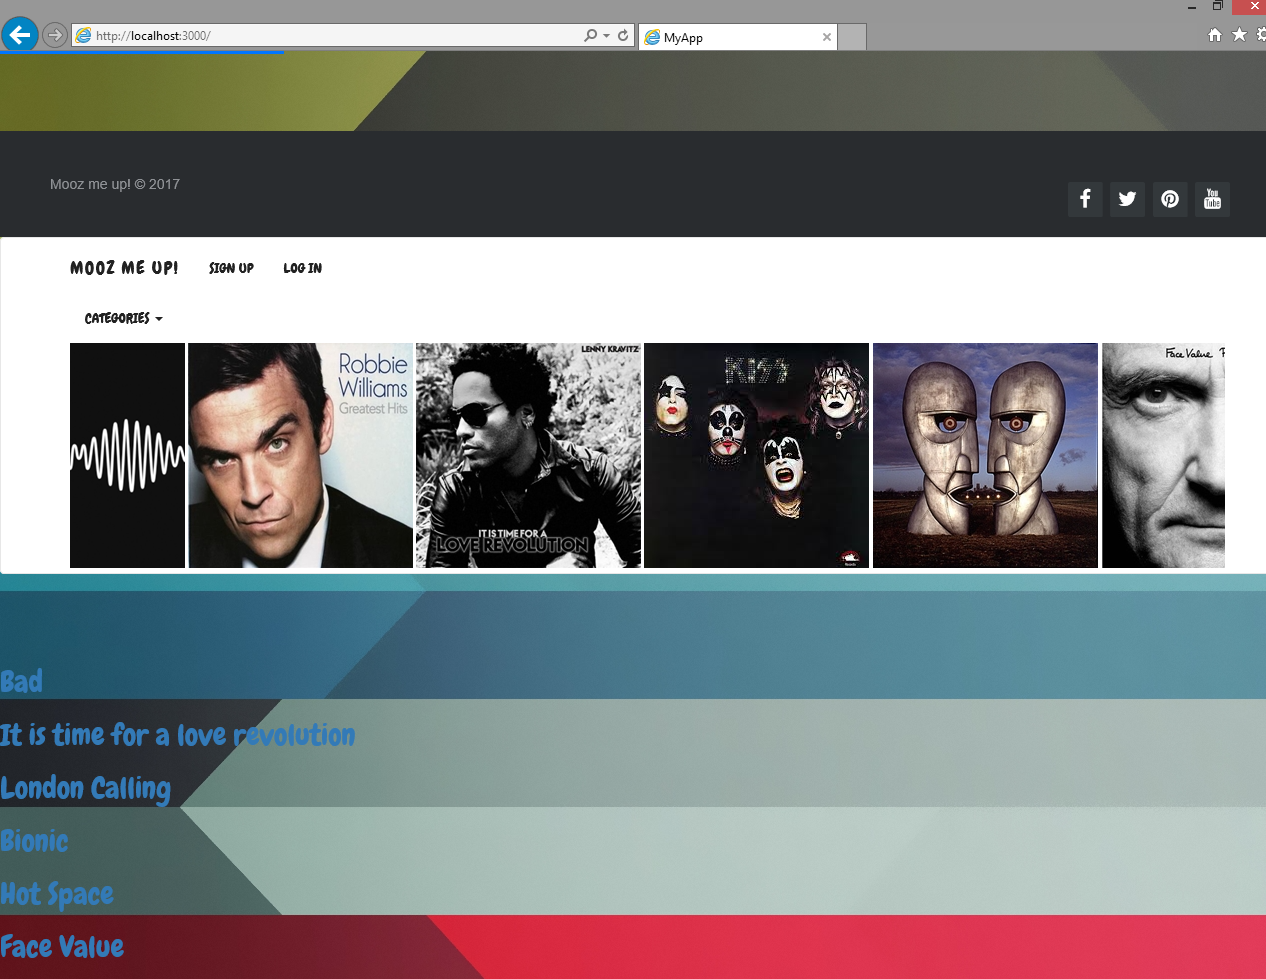 http://localhost:3000/
MyApp
Mooz me up! © 2017
You
Tube
MOOZ ME UP!
SIGN UP
LOG IN
CATEGORIES
Robbie
Williams
Greatest Hits
LENNY KRAVITZ
IT IS TIME FOR A
LOVE REVOLUTION
KISS
Face Value
Bad
It is time for a love revolution
London Calling
Bionic
Hot Space
Face Value